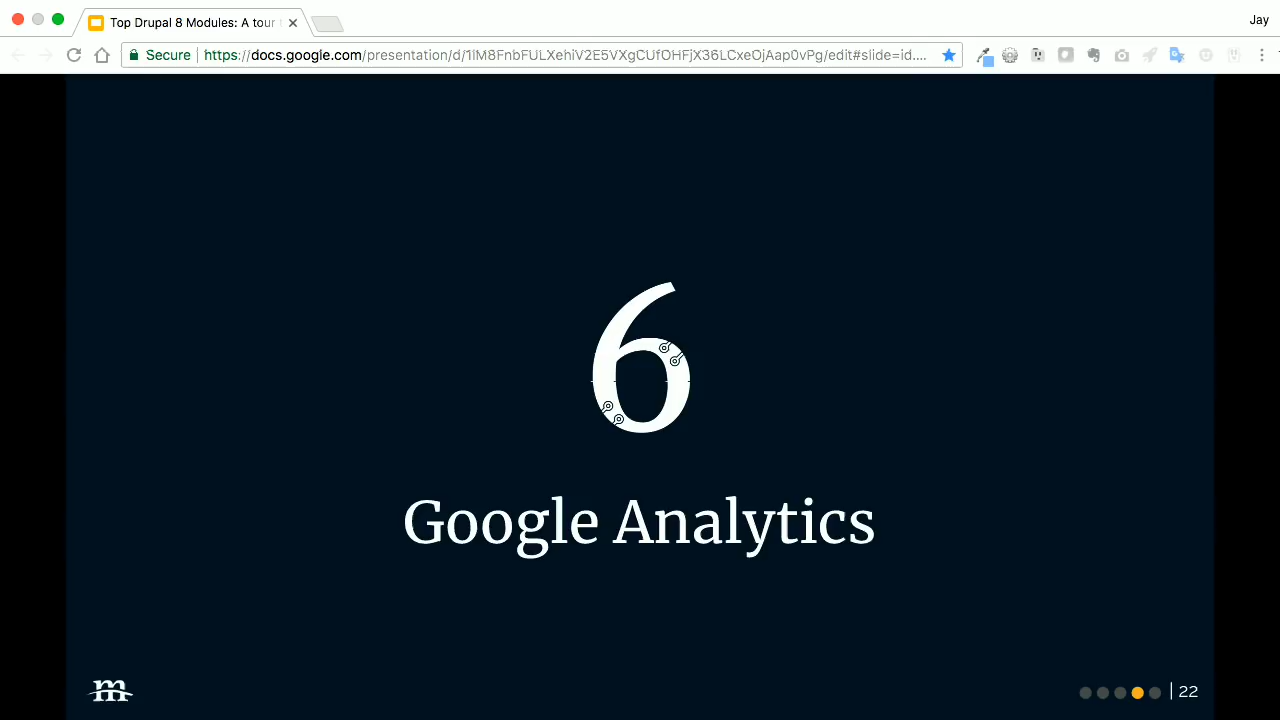 Top Drupal 8 Modules: A tour
Jay
Secure
https://docs.google.com/presentation/d/1IM8FnbFULXehiV2E5VXgCUfOHFjX36LCxeOjAap0vPg/edit#slide=id....
6
Google Analytics
m
22